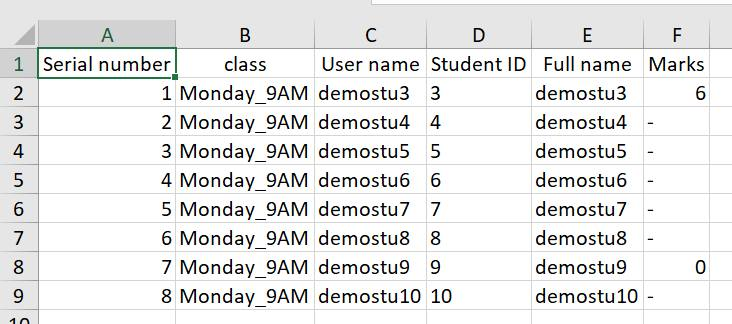 A B C D E F
1 Serial number class User name Student ID Full name Marks
2 1 Monday_9AM demostu3 3 demostu3 6
3 2 Monday_9AM demostu4 4 demostu4 -
4 3 Monday_9AM demostu5 5 demostu5 -
5 4 Monday_9AM demostu6 6 demostu6 -
6 5 Monday_9AM demostu7 7 demostu7 -
7 6 Monday_9AM demostu8 8 demostu8 -
8 7 Monday_9AM demostu9 9 demostu9 0
9 8 Monday_9AM demostu10 10 demostu10 -
10